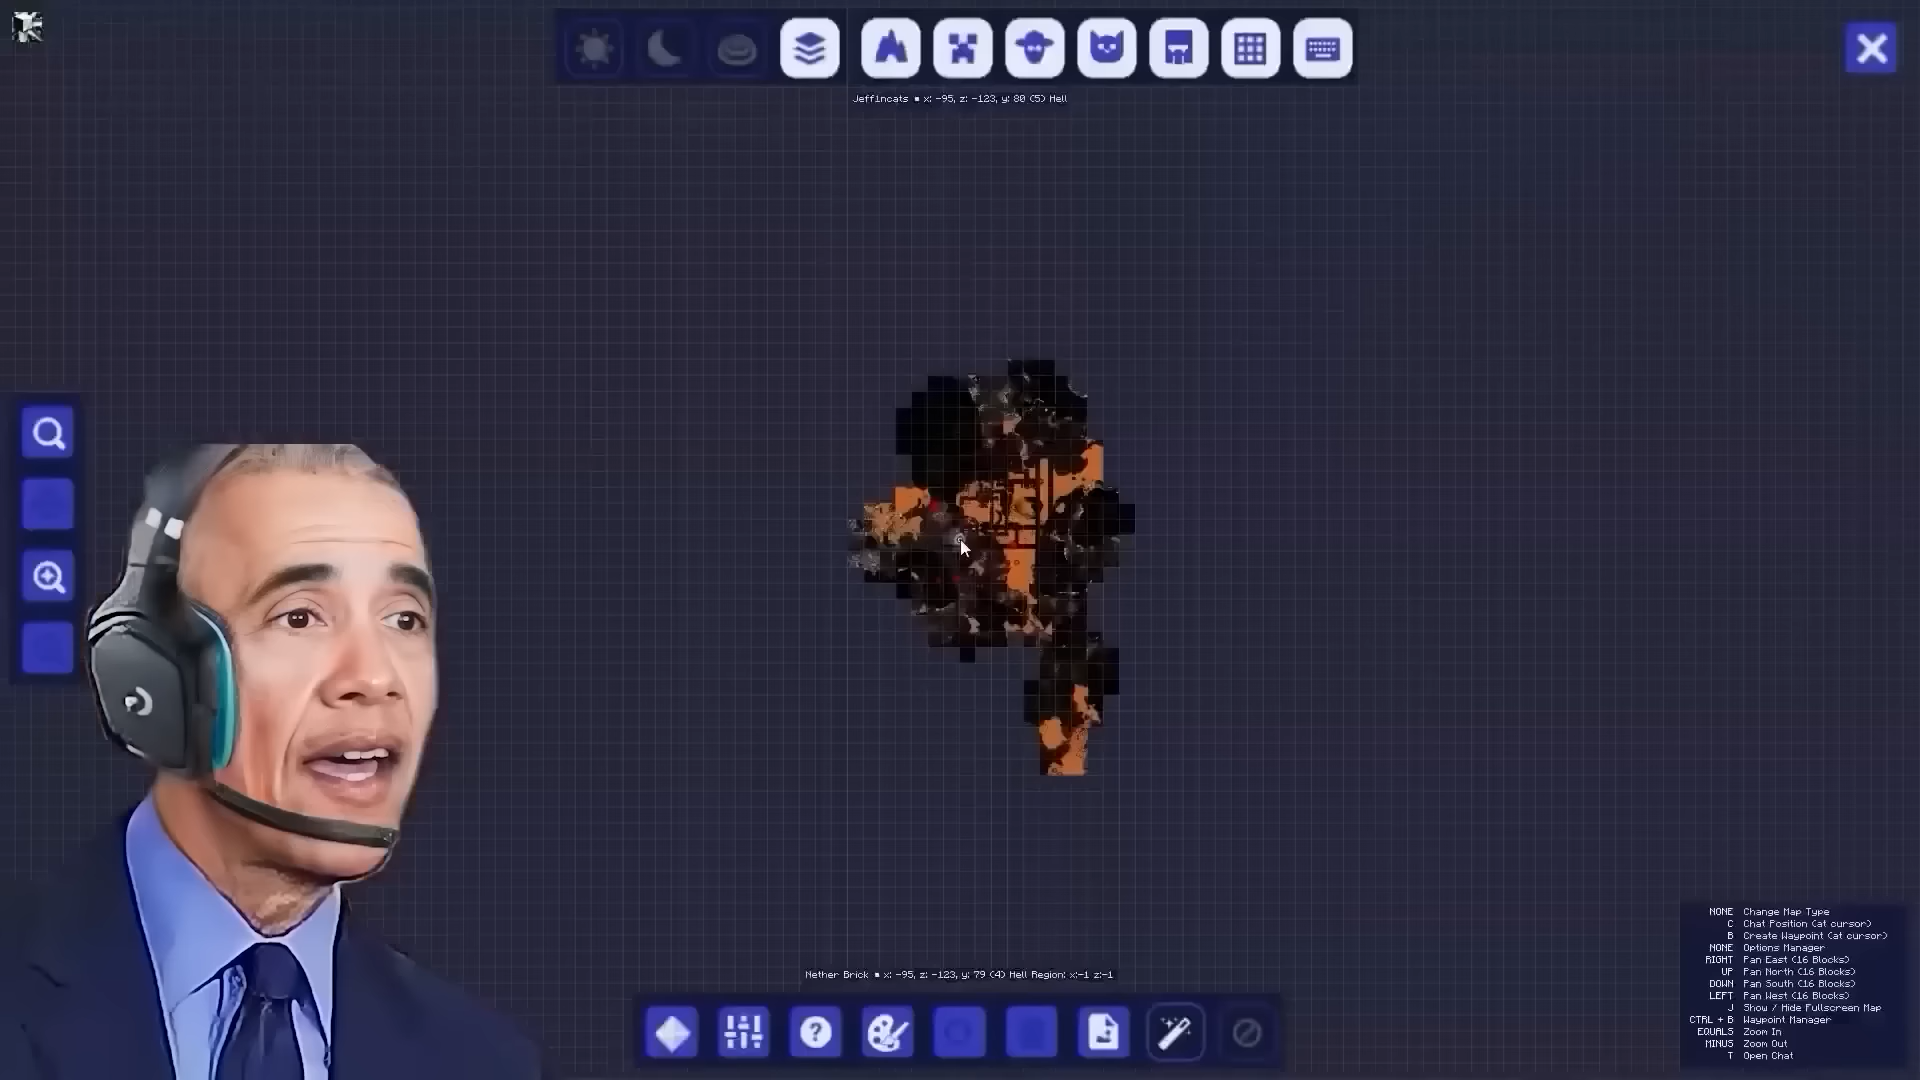 Jeffincats ▪ x: -95, z: -123, y: 80 (5) Hell
Nether Brick ▪ x: -95, z: -123, y: 79 (4) Hell Region: x:-1 z:-1
NONE Change Map Type
C Chat Position (at cursor)
B Create Waypoint (at cursor)
NONE Options Manager
RIGHT Pan East (16 Blocks)
UP Pan North (16 Blocks)
DOWN Pan South (16 Blocks)
LEFT Pan West (16 Blocks)
J Show / Hide Fullscreen Map
CTRL + B Waypoint Manager
EQUALS Zoom In
MINUS Zoom Out
T Open Chat